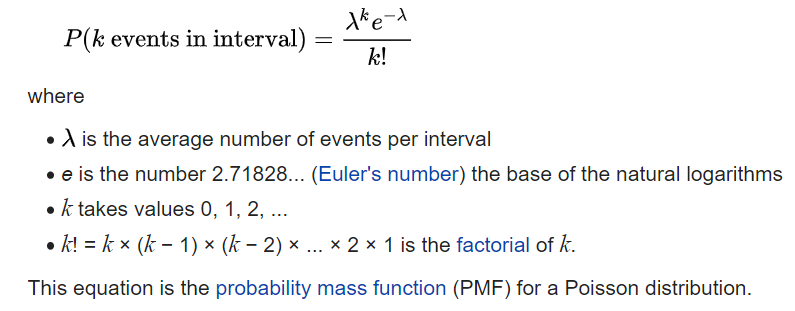 P(k events in interval) = λ^k e^−λ / k!
where
• λ is the average number of events per interval
• e is the number 2.71828... (Euler's number) the base of the natural logarithms
• k takes values 0, 1, 2, ...
• k! = k × (k − 1) × (k − 2) × ... × 2 × 1 is the factorial of k.
This equation is the probability mass function (PMF) for a Poisson distribution.